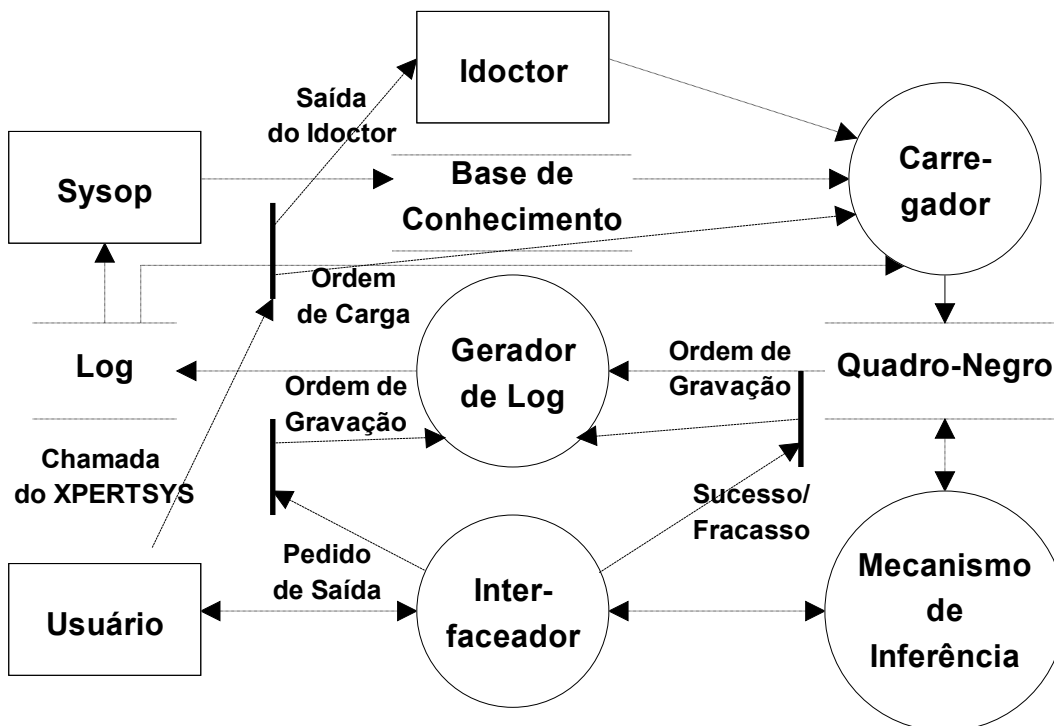 Idoctor
Saída
do Idoctor
Sysop
Base de
Conhecimento
Carre-
gador
Ordem
de Carga
Log
Gerador
de Log
Ordem de
Gravação
Quadro-Negro
Ordem de
Gravação
Chamada
do XPERTSYS
Sucesso/
Fracasso
Pedido
de Saída
Usuário
Inter-
faceador
Mecanismo
de
Inferência